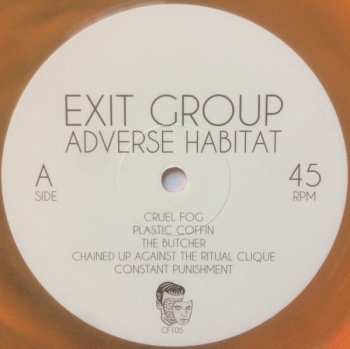 EXIT GROUP
ADVERSE HABITAT
A
SIDE
45
RPM
CRUEL FOG
PLASTIC COFFIN
THE BUTCHER
CHAINED UP AGAINST THE RITUAL CLIQUE
CONSTANT PUNISHMENT
CF105